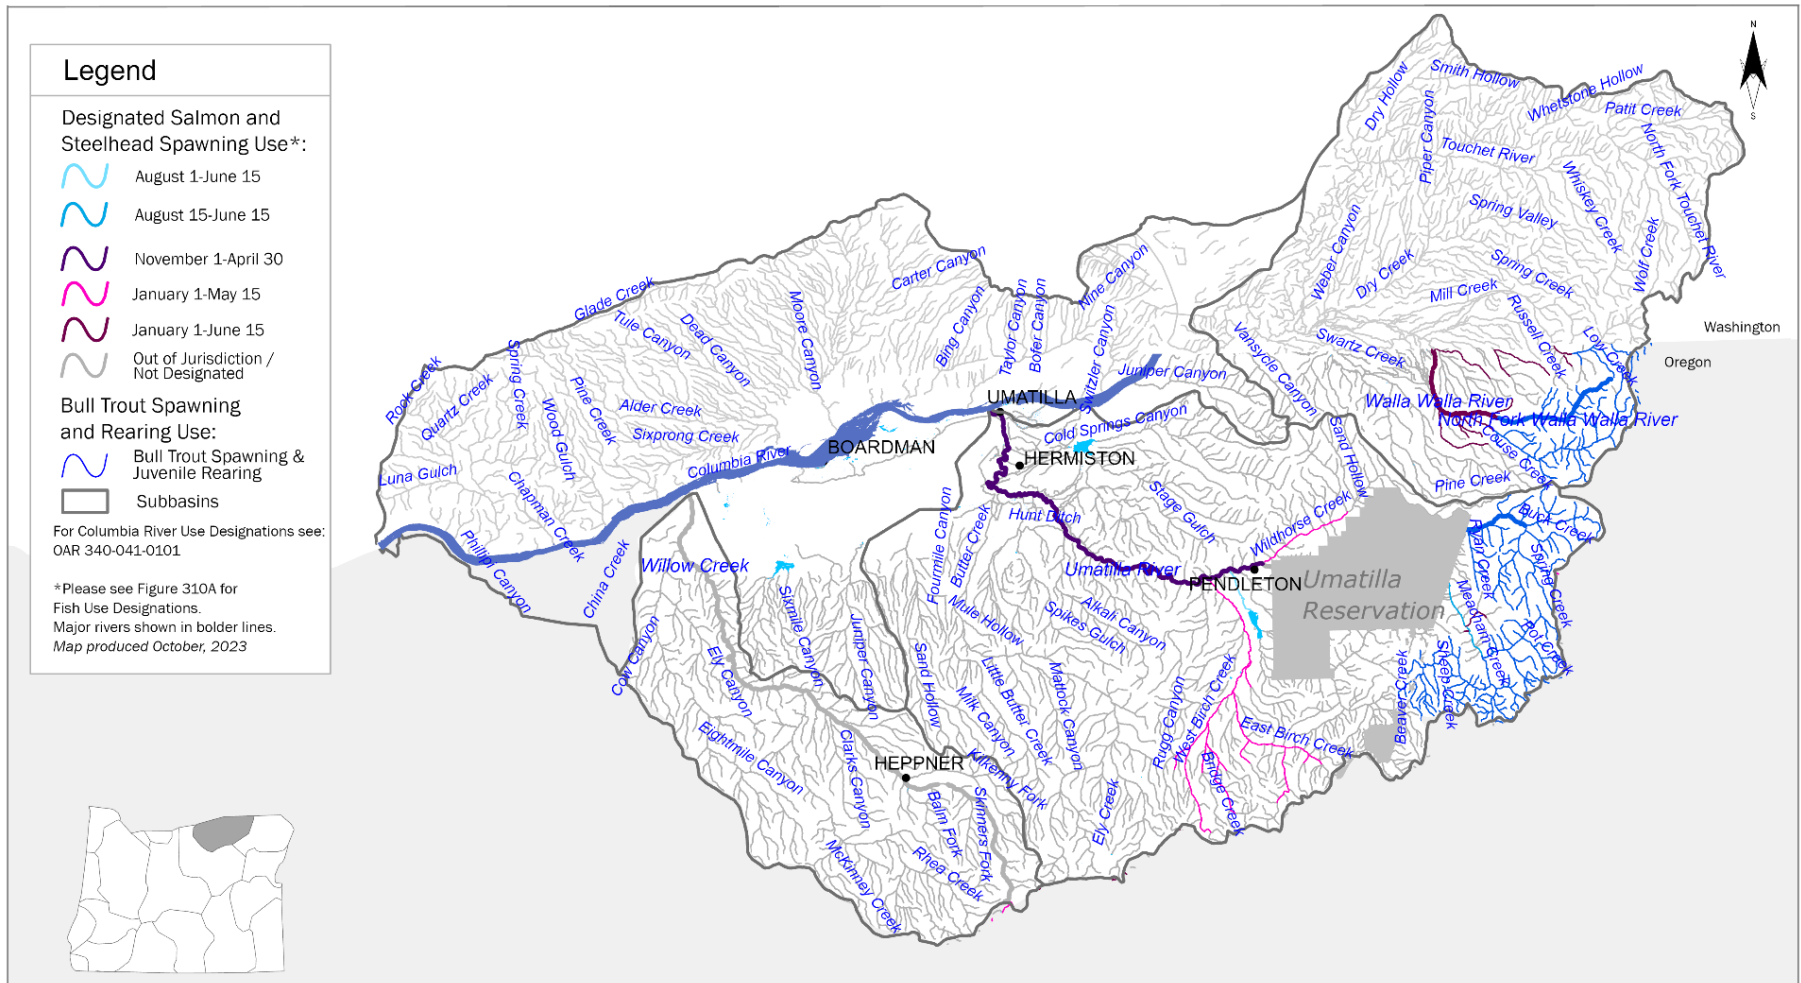 Legend
Designated Salmon and
Steelhead Spawning Use*:
August 1-June 15
August 15-June 15
November 1-April 30
January 1-May 15
January 1-June 15
Out of Jurisdiction /
Not Designated
Bull Trout Spawning
and Rearing Use:
Bull Trout Spawning &
Juvenile Rearing
Subbasins
For Columbia River Use Designations see:
OAR 340-041-0101
*Please see Figure 310A for
Fish Use Designations.
Major rivers shown in bolder lines.
Map produced October, 2023
N
S
Washington
Oregon
Dry Hollow
Smith Hollow
Whetstone Hollow
Patit Creek
Piper Canyon
Touchet River
North Fork Touchet River
Whiskey Creek
Spring Valley
Weber Canyon
Dry Creek
Spring Creek
Wolf Creek
Mill Creek
Russell Creek
Low Creek
Vansycle Canyon
Swartz Creek
Walla Walla River
North Fork Walla Walla River
Couse Creek
Pine Creek
Carter Canyon
Nine Canyon
Glade Creek
Tule Canyon
Dead Canyon
Moore Canyon
Bing Canyon
Taylor Canyon
Bofer Canyon
Switzler Canyon
Juniper Canyon
Rock Creek
Quartz Creek
Spring Creek
Wood Gulch
Pine Creek
Alder Creek
Sixprong Creek
Luna Gulch
Chapman Creek
Columbia River
Phillipi Canyon
China Creek
UMATILLA
BOARDMAN
HERMISTON
Cold Springs Canyon
Sand Hollow
Stage Gulch
Wildhorse Creek
Hunt Ditch
Fourmile Canyon
Butter Creek
Umatilla River
PENDLETON
Umatilla
Reservation
Buck Creek
Ryan Creek
Spring Creek
Meacham Creek
Pot Creek
Sheep Creek
Beaver Creek
Willow Creek
Sixmile Canyon
Juniper Canyon
Mule Hollow
Spikes Gulch
Alkali Canyon
Cow Canyon
Ely Canyon
Sand Hollow
Little Butter Creek
Milk Canyon
Matlock Canyon
Rugg Canyon
West Birch Creek
East Birch Creek
Bridge Creek
Eightmile Canyon
Clarks Canyon
HEPPNER
Kilkenny Fork
Balm Fork
Skinners Fork
Ely Creek
Rhea Creek
McKinney Creek